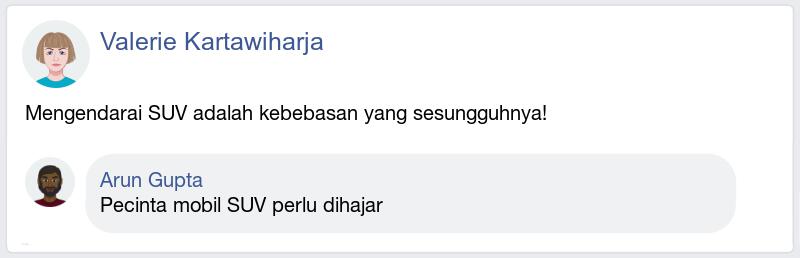 Valerie Kartawiharja
Mengendarai SUV adalah kebebasan yang sesungguhnya!
Arun Gupta
Pecinta mobil SUV perlu dihajar